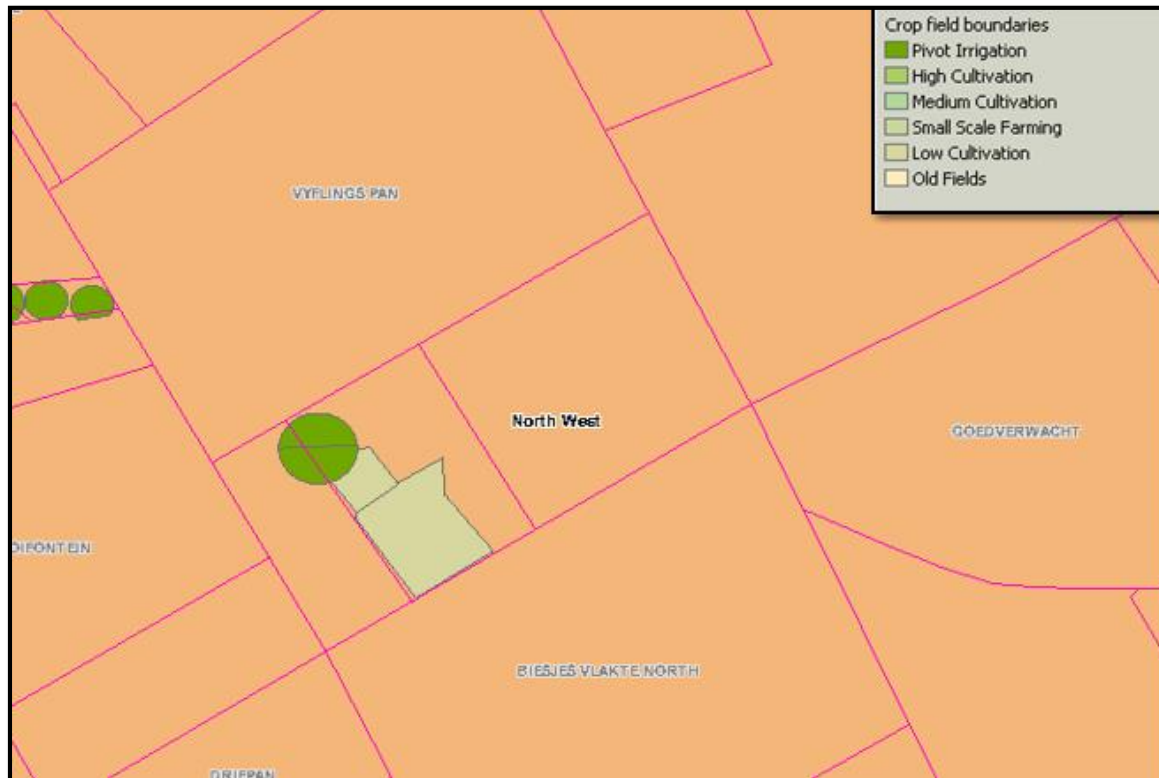 Crop field boundaries
Pivot Irrigation
High Cultivation
Medium Cultivation
Small Scale Farming
Low Cultivation
Old Fields
VYFLINGS PAN
North West
GOEDVERWACHT
BIESJES VLAKTE NORTH
DRIEPAN